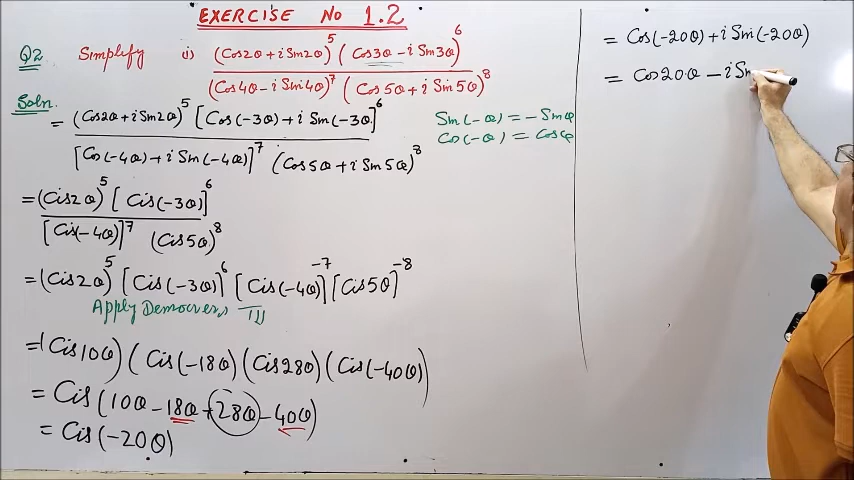 EXERCISE No 1.2
Q2 Simplify i) (Cos2θ + i Sin2θ)^5 (Cos3θ - i Sin3θ)^6
(Cos4θ - i Sin4θ)^7 (Cos5θ + i Sin5θ)^8
Soln.
= (Cos2θ + i Sin2θ)^5 [Cos(-3θ) + i Sin(-3θ)]^6
[Cos(-4θ) + i Sin(-4θ)]^7 (Cos5θ + i Sin5θ)^8
Sin(-θ) = -Sinθ
Cos(-θ) = Cosθ
= (Cis2θ)^5 [Cis(-3θ)]^6
[Cis(-4θ)]^7 (Cis5θ)^8
= (Cis2θ)^5 [Cis(-3θ)]^6 [Cis(-4θ)]^-7 [Cis5θ]^-8
Apply Demovers Th
= (Cis10θ) (Cis(-18θ) (Cis28θ) (Cis(-40θ)
= Cis(10θ - 18θ + 28θ - 40θ)
= Cis(-20θ)
= Cos(-20θ) + i Sin(-20θ)
= Cos20θ - i Sin